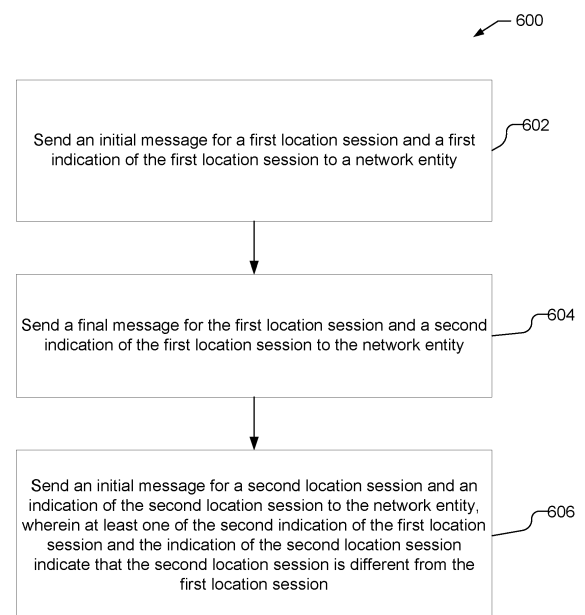 600
Send an initial message for a first location session and a first
indication of the first location session to a network entity
602
Send a final message for the first location session and a second
indication of the first location session to the network entity
604
Send an initial message for a second location session and an
indication of the second location session to the network entity,
wherein at least one of the second indication of the first location
session and the indication of the second location session
indicate that the second location session is different from the
first location session
606